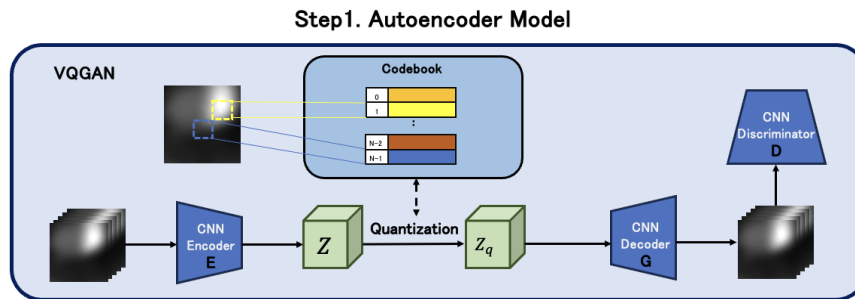 Step1. Autoencoder Model
VQGAN
Codebook
0
1
:
N-2
N-1
CNN
Discriminator
D
CNN
Encoder
E
Z
Quantization
Z_q
CNN
Decoder
G